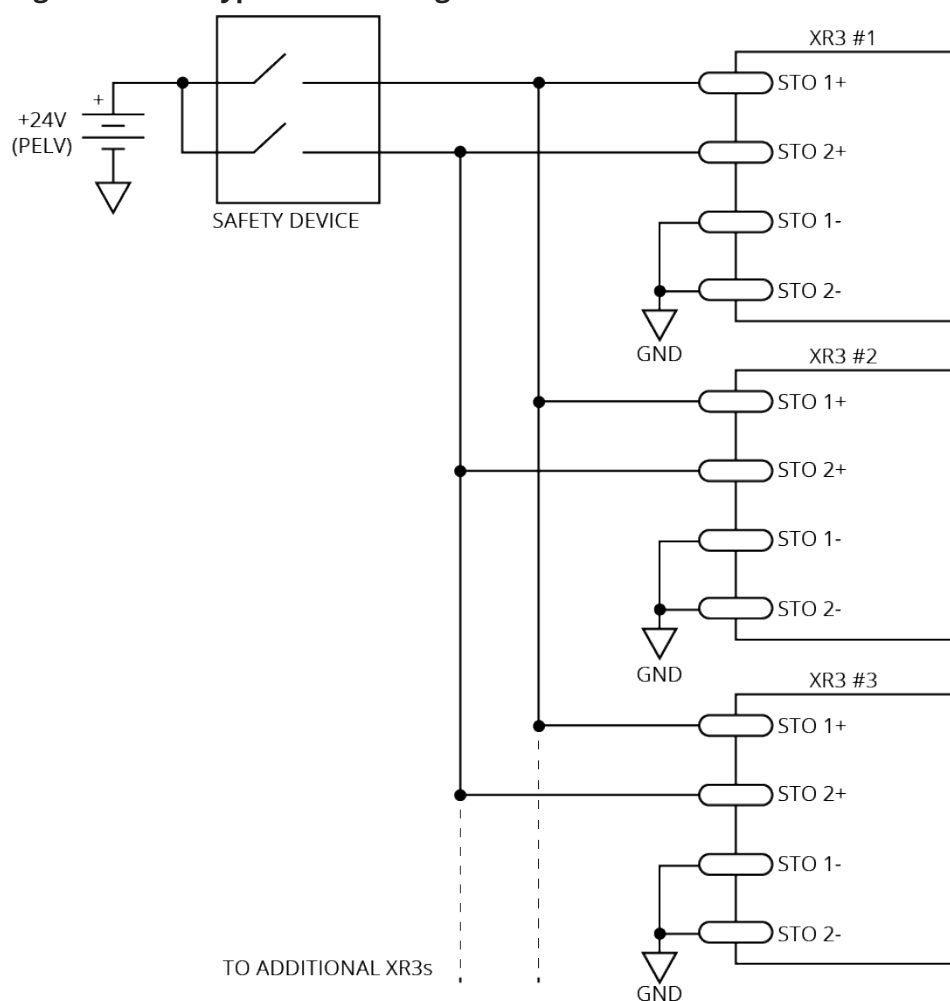 XR3 #1
STO 1+
+
+24V
(PELV)
STO 2+
SAFETY DEVICE
STO 1-
STO 2-
GND
XR3 #2
STO 1+
STO 2+
STO 1-
STO 2-
GND
XR3 #3
STO 1+
STO 2+
STO 1-
STO 2-
TO ADDITIONAL XR3s
GND